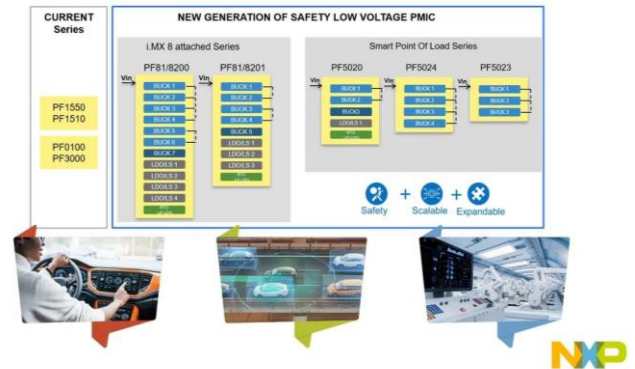 CURRENT
Series
NEW GENERATION OF SAFETY LOW VOLTAGE PMIC
PF1550
PF1510
PF0100
PF3000
i.MX 8 attached Series
PF81/8200
Vin
BUCK 1
BUCK 2
BUCK 3
BUCK 4
BUCK 5
BUCK 6
BUCK 7
LDO/LS 1
LDO/LS 2
LDO/LS 3
LDO/LS 4
PF81/8201
Vin
BUCK 1
BUCK 2
BUCK 3
BUCK 4
BUCK 5
LDO/LS 1
LDO/LS 2
LDO/LS 3
Smart Point Of Load Series
PF5020
Vin
BUCK 1
BUCK 2
BUCK3
LDO/LS 1
PF5024
BUCK 1
BUCK 2
BUCK 3
BUCK 4
PF5023
Vin
BUCK 1
BUCK 2
BUCK 3
+
+
Safety
Scalable
Expandable
NXP